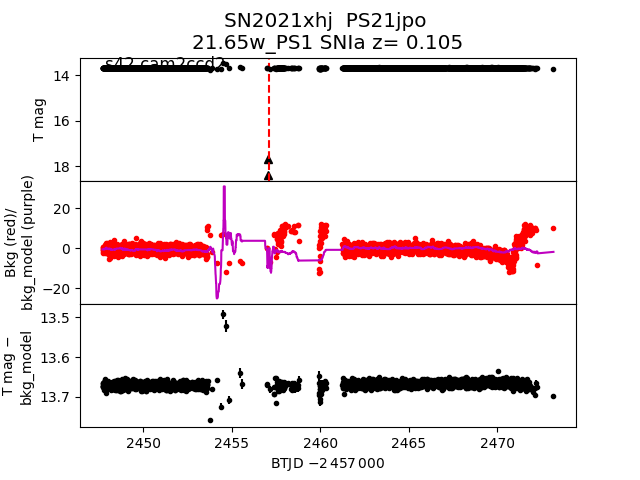 SN2021xhj PS21jpo
21.65w_PS1 SNIa z= 0.105
s42 cam2ccd2
14
16
18
T mag
20
0
−20
Bkg (red)/
bkg_model (purple)
13.5
13.6
13.7
T mag −
bkg_model
2450
2455
2460
2465
2470
BTJD −2 457 000